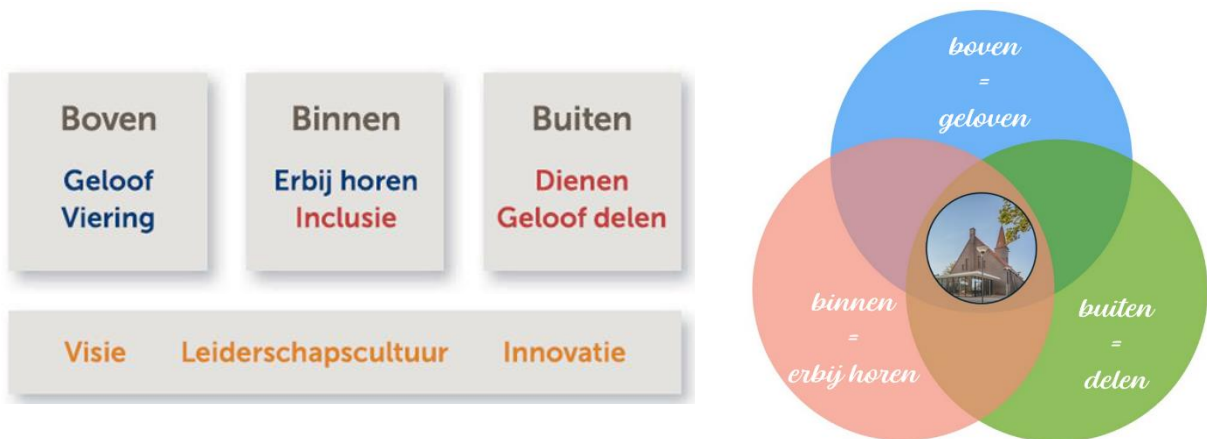 Boven
Geloof
Viering
Binnen
Erbij horen
Inclusie
Buiten
Dienen
Geloof delen
Visie Leiderschapscultuur Innovatie
boven
=
geloven
binnen
=
erbij horen
buiten
=
delen